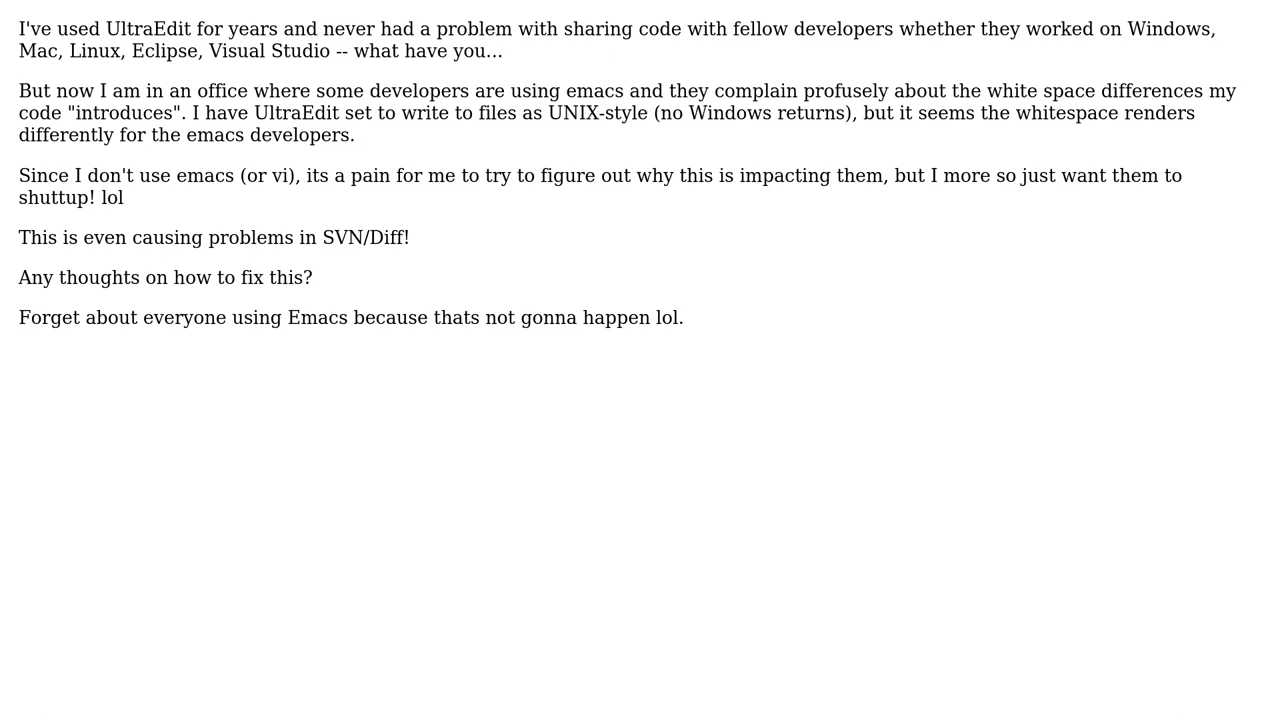 I've used UltraEdit for years and never had a problem with sharing code with fellow developers whether they worked on Windows,
Mac, Linux, Eclipse, Visual Studio -- what have you...
But now I am in an office where some developers are using emacs and they complain profusely about the white space differences my
code "introduces". I have UltraEdit set to write to files as UNIX-style (no Windows returns), but it seems the whitespace renders
differently for the emacs developers.
Since I don't use emacs (or vi), its a pain for me to try to figure out why this is impacting them, but I more so just want them to
shuttup! lol
This is even causing problems in SVN/Diff!
Any thoughts on how to fix this?
Forget about everyone using Emacs because thats not gonna happen lol.